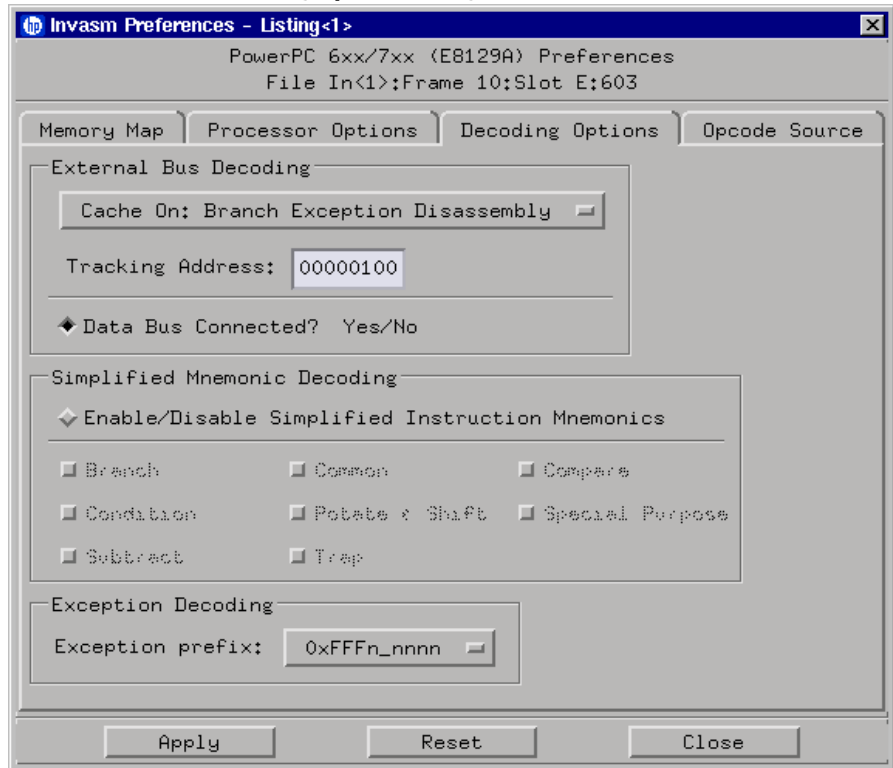 hp Invasm Preferences - Listing<1>
PowerPC 6xx/7xx (E8129A) Preferences
File In<1>:Frame 10:Slot E:603
Memory Map Processor Options Decoding Options Opcode Source
External Bus Decoding
Cache On: Branch Exception Disassembly
Tracking Address: 00000100
Data Bus Connected? Yes/No
Simplified Mnemonic Decoding
Enable/Disable Simplified Instruction Mnemonics
Branch Common Compare
Condition Rotate & Shift Special Purpose
Subtract Trap
Exception Decoding
Exception prefix: 0xFFFn_nnnn
Apply Reset Close